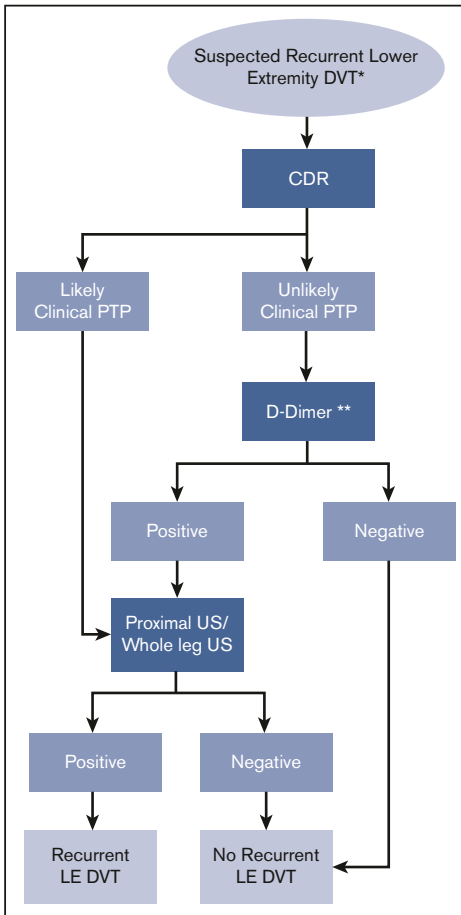 Suspected Recurrent Lower
Extremity DVT*
CDR
Likely
Clinical PTP
Unlikely
Clinical PTP
D-Dimer **
Positive
Negative
Proximal US/
Whole leg US
Positive
Negative
Recurrent
LE DVT
No Recurrent
LE DVT